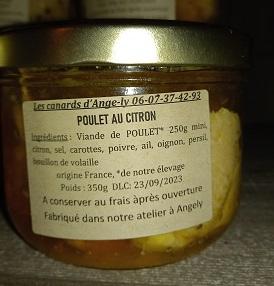 Les canards d'Ange-ly 06-07-37-42-93
POULET AU CITRON
Ingrédients : Viande de POULET* 250g mini,
citron, sel, carottes, poivre, ail, oignon, persil,
bouillon de volaille
origine France, *de notre élevage
Poids : 350g DLC: 23/09/2023
A conserver au frais àprès ouverture
Fabriqué dans notre atelier à Angely